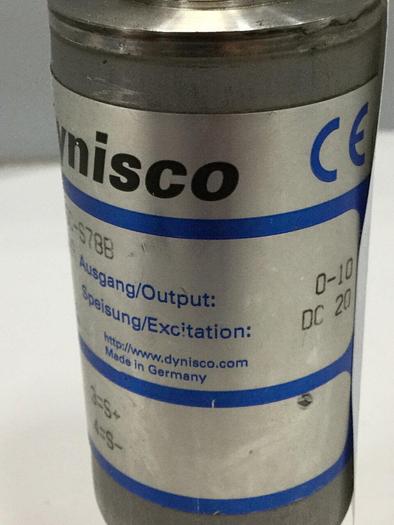 ynisco CE
-S78B
Ausgang/Output: 0-10
Speisung/Excitation: DC 20
http://www.dynisco.com
Made in Germany
3=S+
4=S-